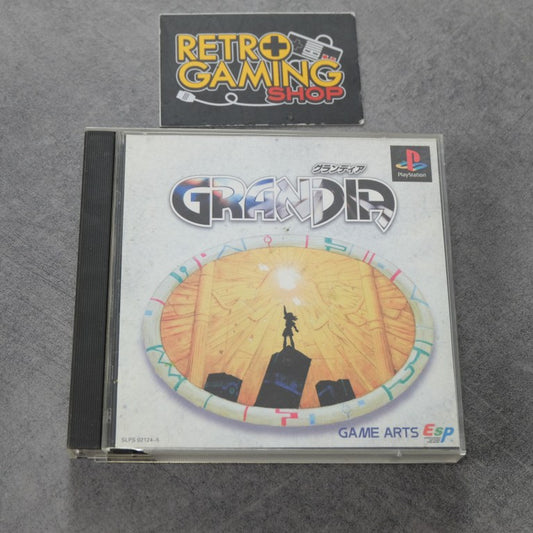 RETRO
GAMING
SHOP
グランディア
GRANDIA
PlayStation
GAME ARTS ESP
SLPS 02124~5